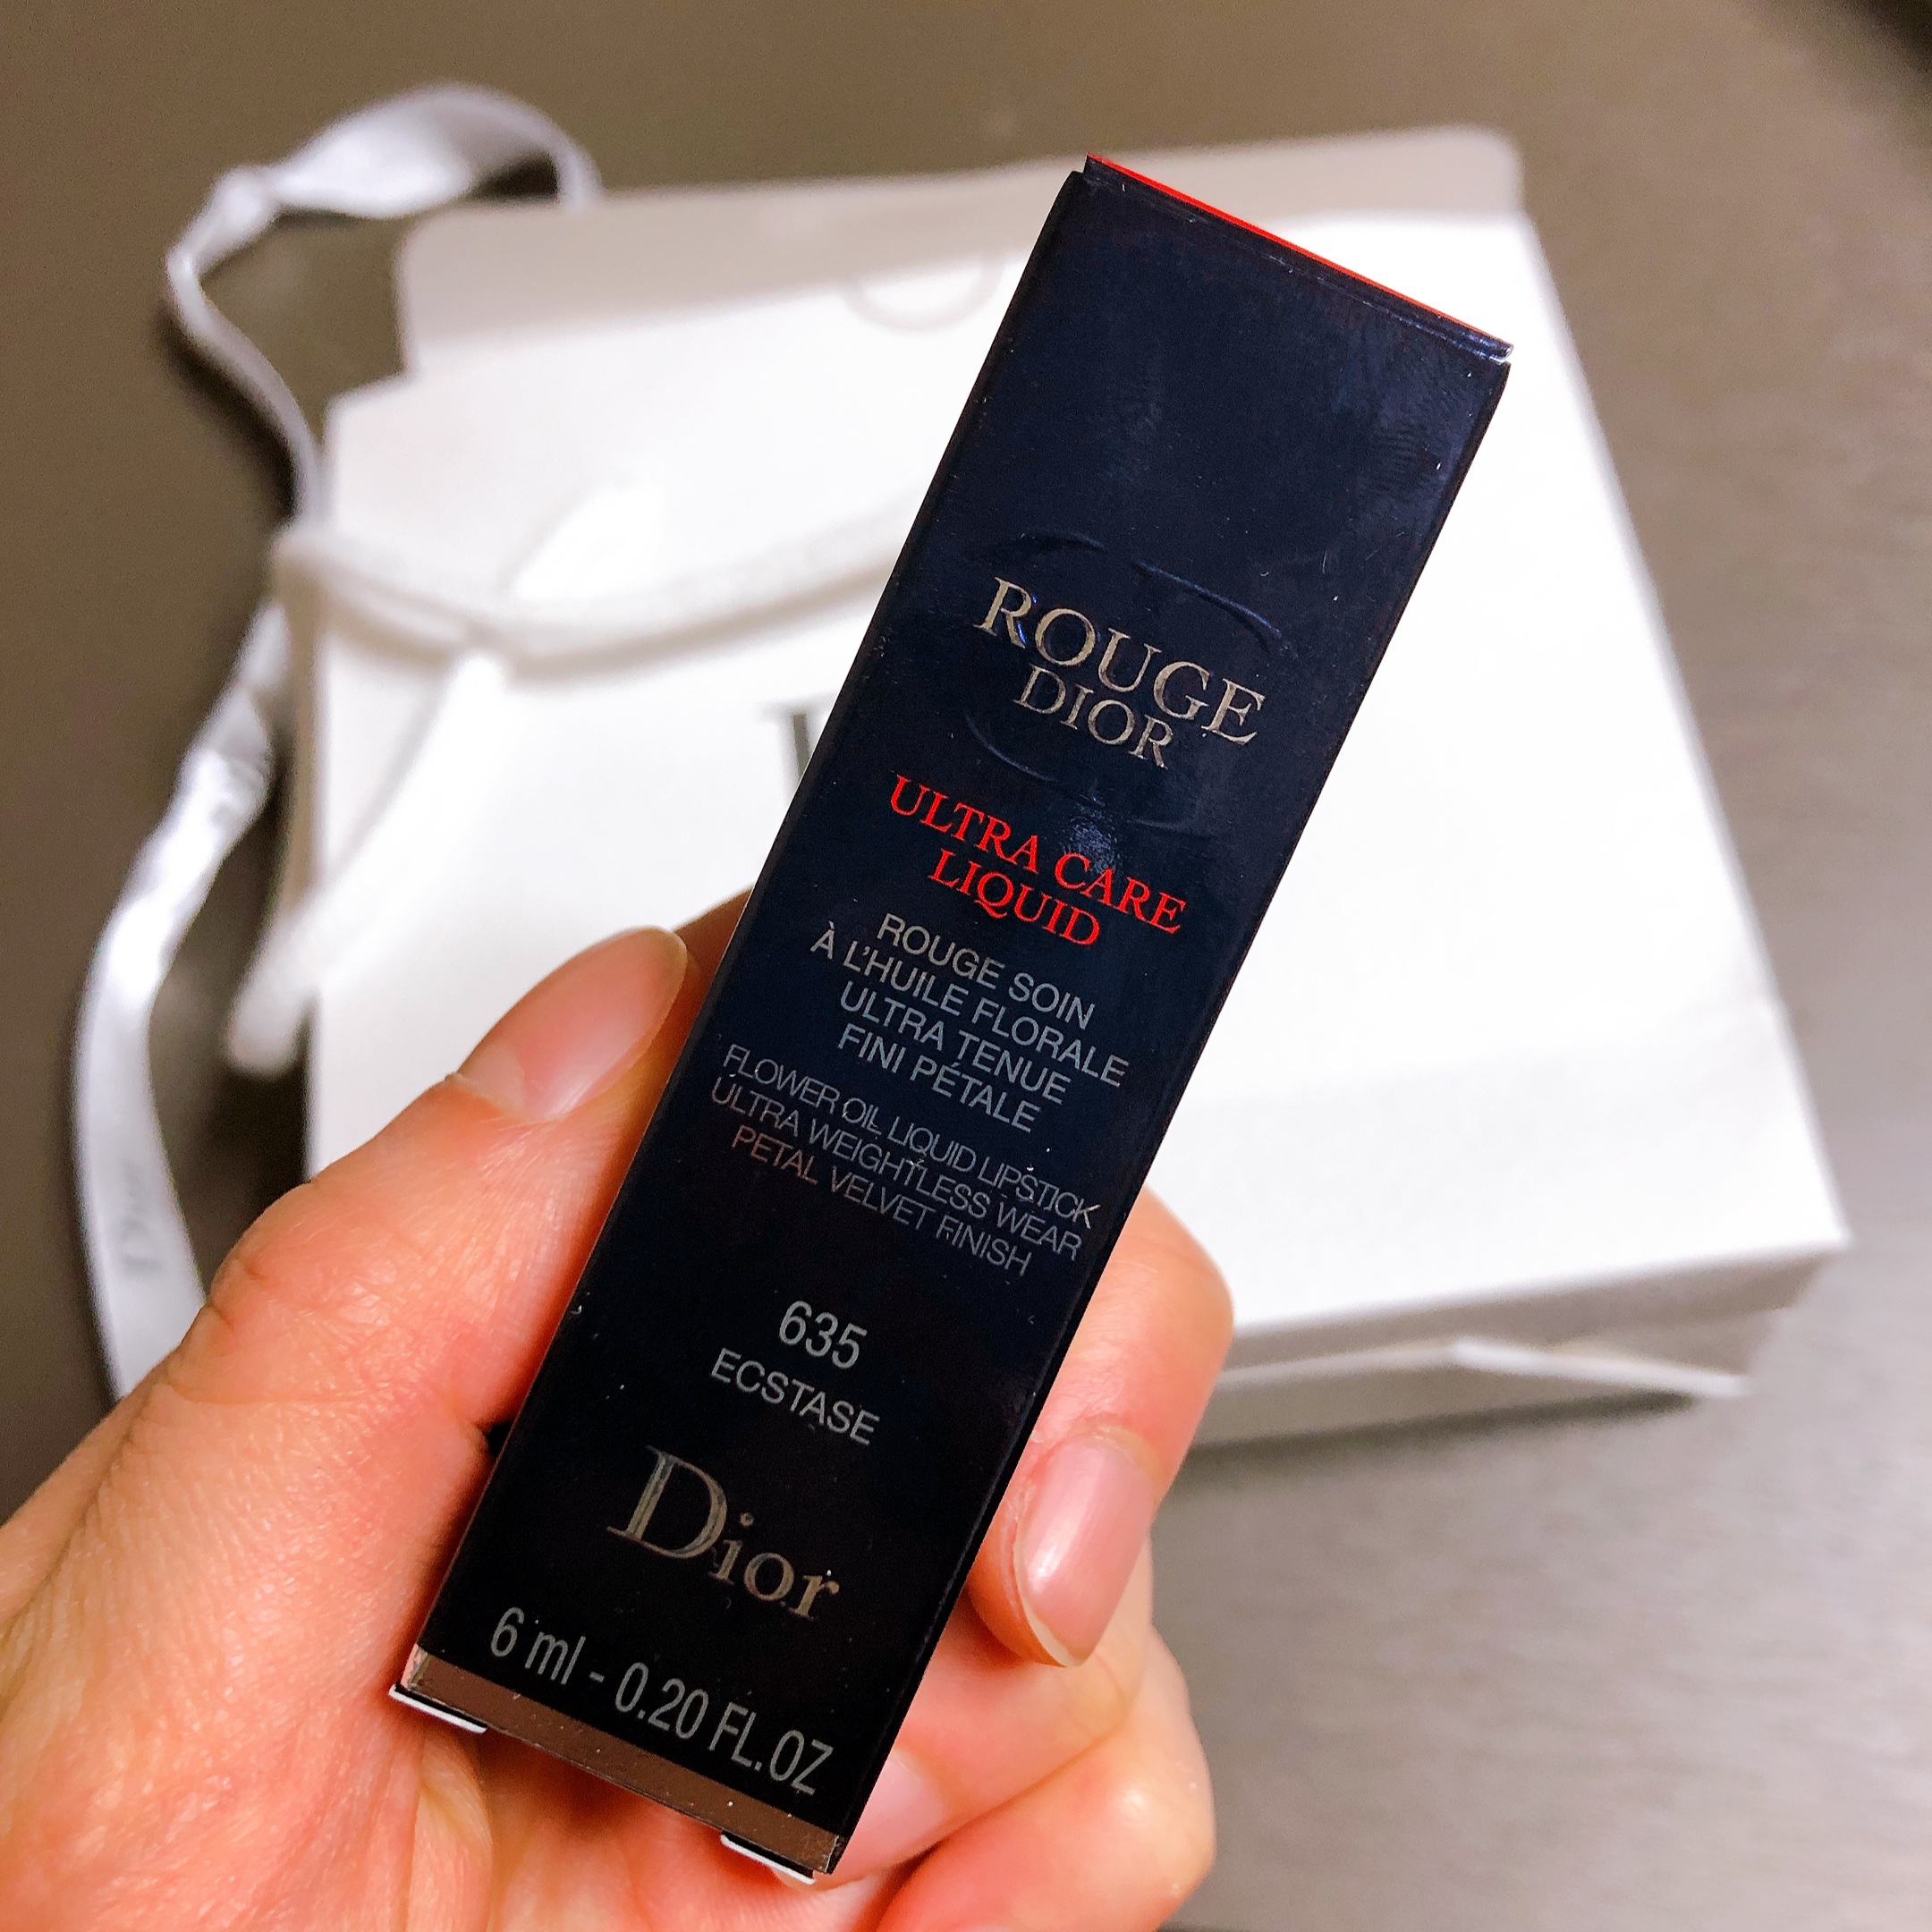 ROUGE
DIOR
ULTRA CARE
LIQUID
ROUGE SOIN
À L'HUILE FLORALE
ULTRA TENUE
FINI PÉTALE
FLOWER OIL LIQUID LIPSTICK
ULTRA WEIGHTLESS WEAR
PETAL VELVET FINISH
635
ECSTASE
Dior
6 ml - 0.20 FL.OZ
Dior